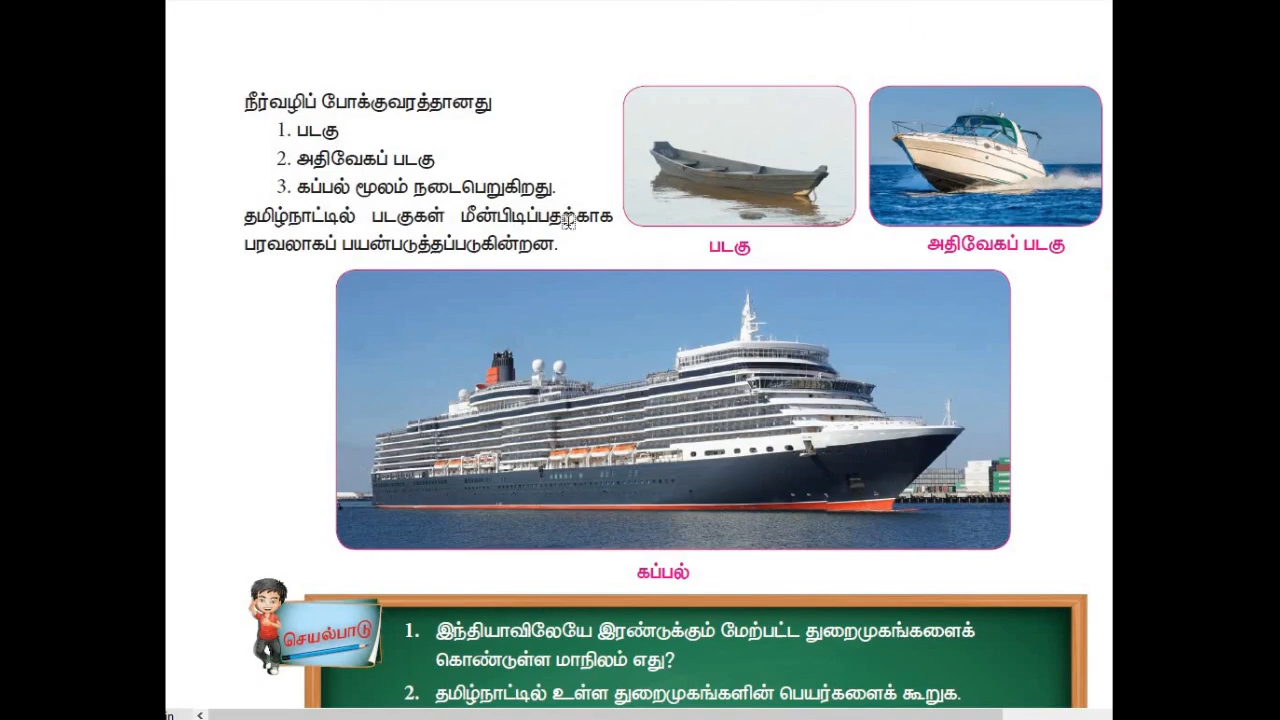 நீர்வழிப் போக்குவரத்தானது
1. படகு
2. அதிவேகப் படகு
3. கப்பல் மூலம் நடைபெறுகிறது.
தமிழ்நாட்டில் படகுகள் மீன்பிடிப்பதற்காக
பரவலாகப் பயன்படுத்தப்படுகின்றன.
படகு
அதிவேகப் படகு
கப்பல்
செயல்பாடு
1. இந்தியாவிலேயே இரண்டுக்கும் மேற்பட்ட துறைமுகங்களைக்
கொண்டுள்ள மாநிலம் எது?
2. தமிழ்நாட்டில் உள்ள துறைமுகங்களின் பெயர்களைக் கூறுக.